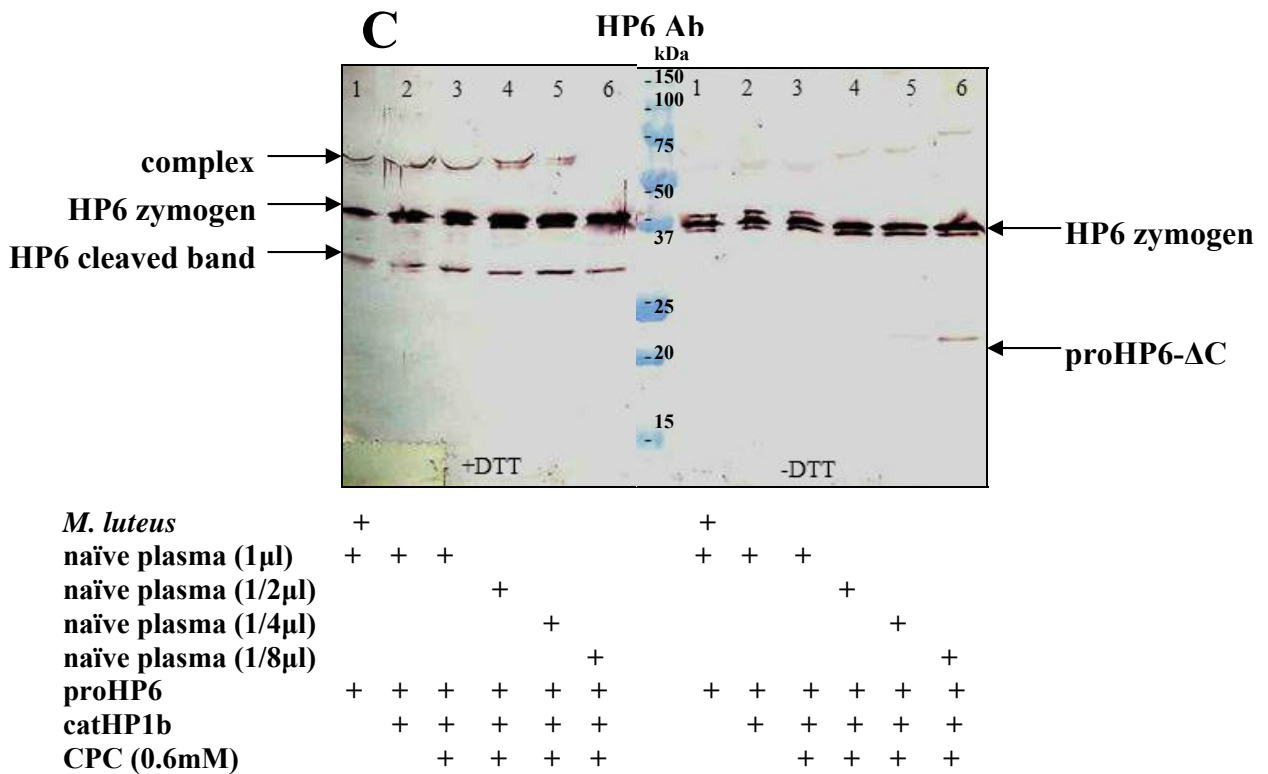 C
HP6 Ab
kDa
1 2 3 4 5 6
150
100
75
50
37
25
20
15
1 2 3 4 5 6
complex
HP6 zymogen
HP6 cleaved band
HP6 zymogen
proHP6-ΔC
+DTT
-DTT
M. luteus + +
naïve plasma (1µl) + + + + + +
naïve plasma (1/2µl) + +
naïve plasma (1/4µl) + +
naïve plasma (1/8µl) + +
proHP6 + + + + + + + + + + + +
catHP1b + + + + + + + + + +
CPC (0.6mM) + + + + + + + +